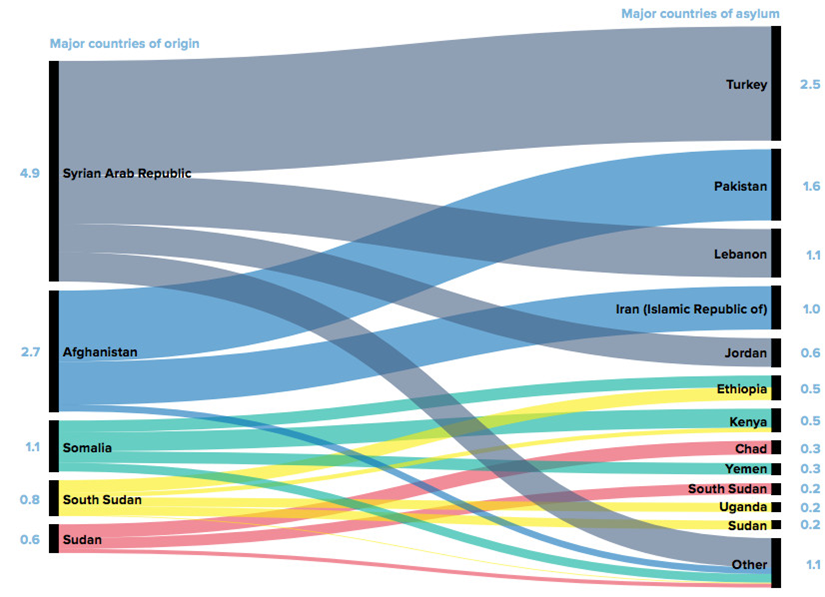 Major countries of asylum
Major countries of origin
Turkey 2.5
4.9 Syrian Arab Republic
Pakistan 1.6
Lebanon 1.1
Iran (Islamic Republic of) 1.0
2.7 Afghanistan
Jordan 0.6
Ethiopia 0.5
Kenya 0.5
1.1 Somalia
Chad 0.3
Yemen 0.3
South Sudan 0.2
0.8 South Sudan
Uganda 0.2
Sudan 0.2
0.6 Sudan
Other 1.1